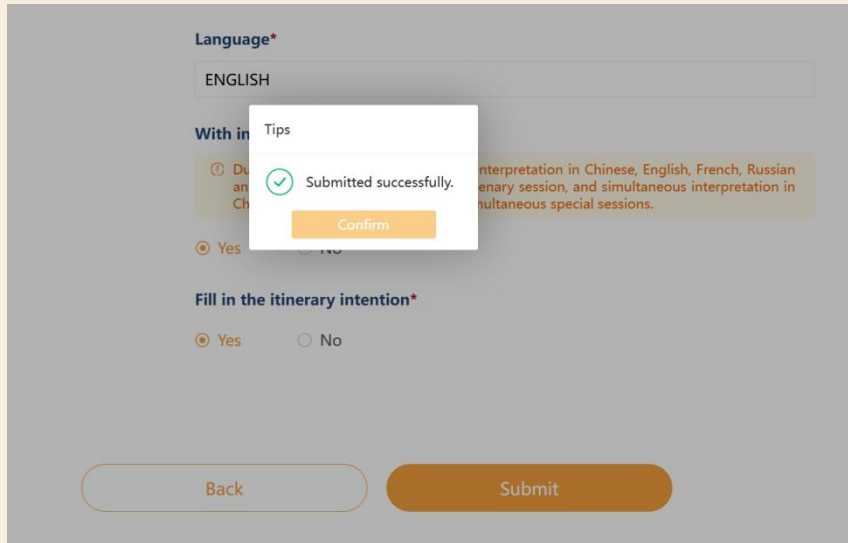 Language*
ENGLISH
With in
Tips
Du
nterpretation in Chinese, English, French, Russian
an
enary session, and simultaneous interpretation in
Ch
multaneous special sessions.
Submitted successfully.
Confirm
Yes
No
Fill in the itinerary intention*
Yes
No
Back
Submit